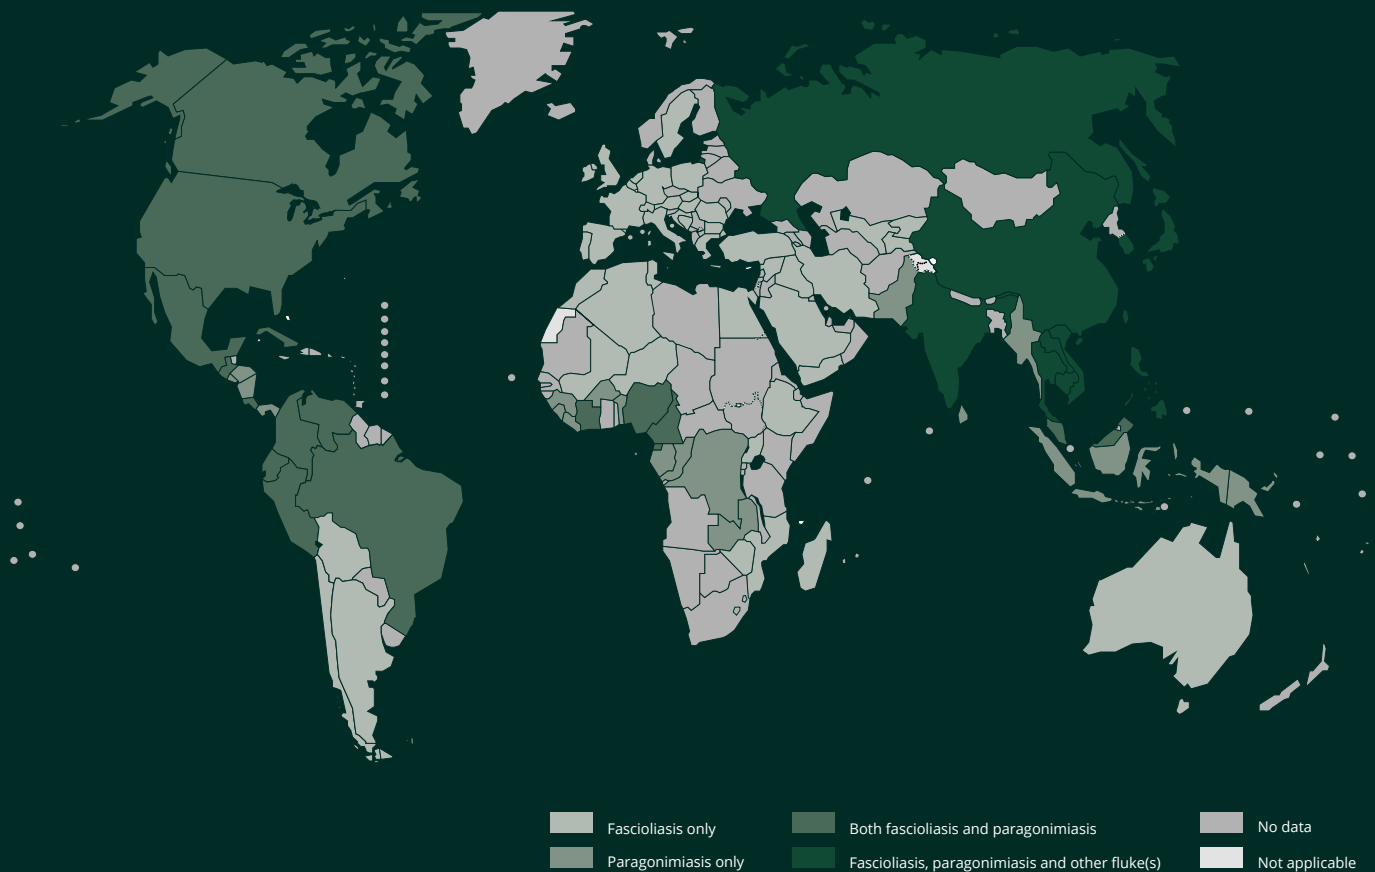 Fascioliasis only
Paragonimiasis only
Both fascioliasis and paragonimiasis
Fascioliasis, paragonimiasis and other fluke(s)
No data
Not applicable